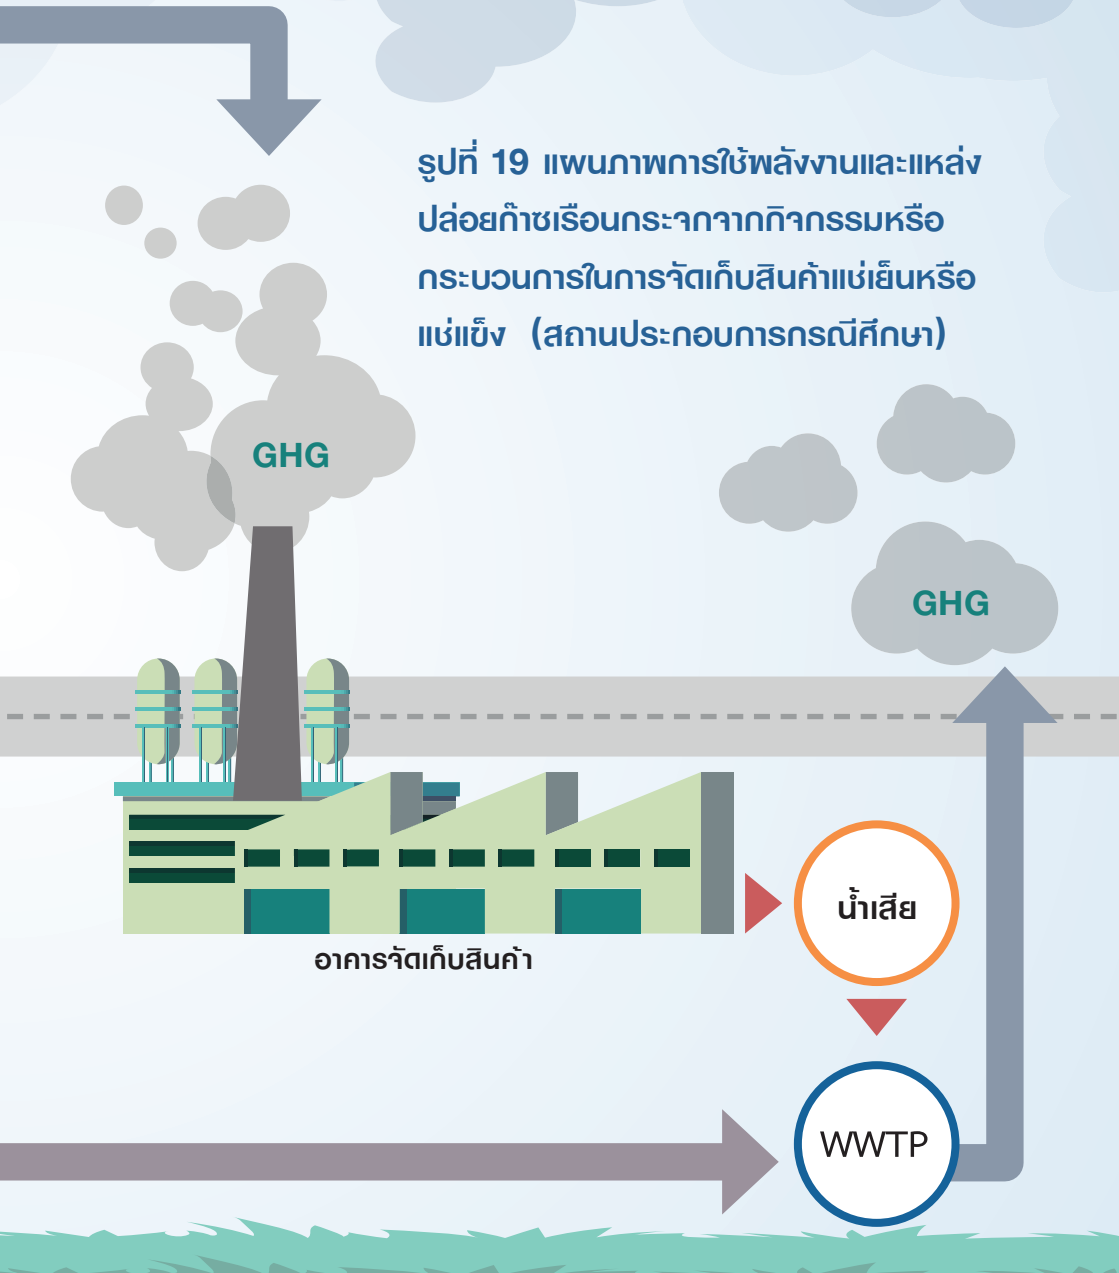 รูปที่ 19 แผนภาพการใช้พลังงานและแหล่ง
ปล่อยก๊าซเรือนกระจกจากกิจกรรมหรือ
กระบวนการในการจัดเก็บสินค้าแช่เย็นหรือ
แช่แข็ง (สถานประกอบการกรณีศึกษา)
GHG
GHG
น้ำเสีย
อาคารจัดเก็บสินค้า
WWTP